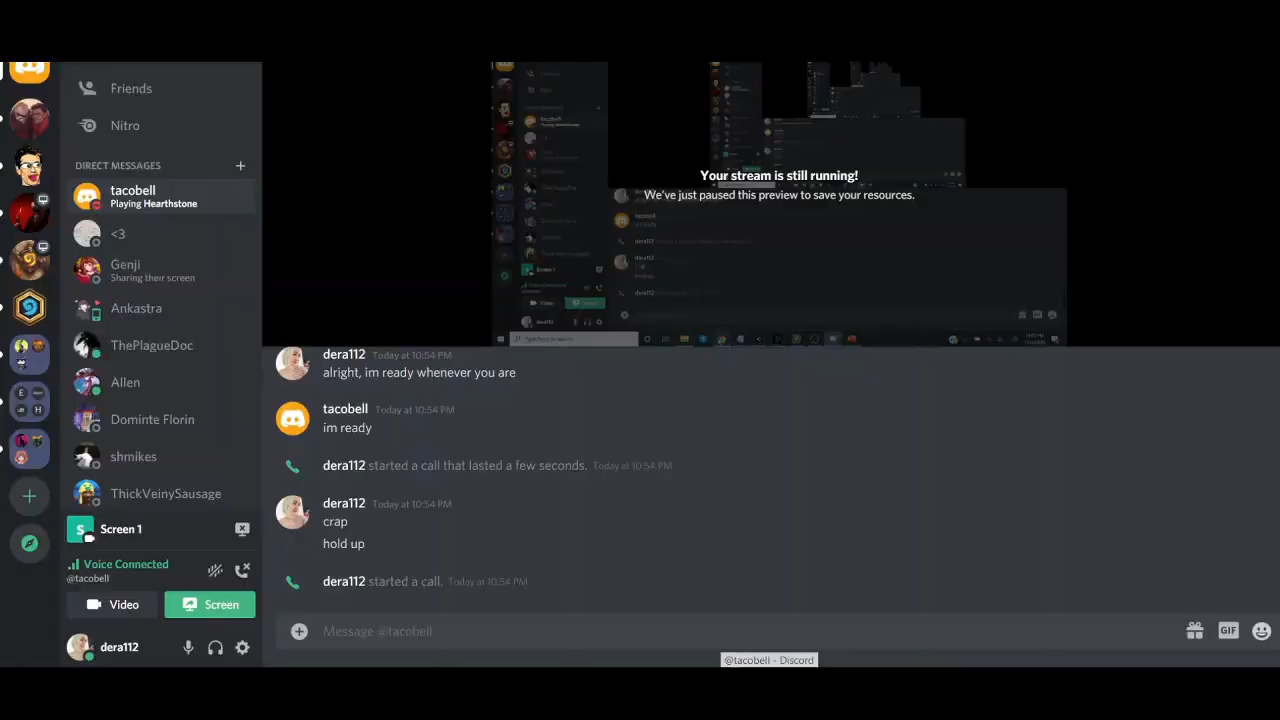 Friends
Nitro
DIRECT MESSAGES
tacobell
Playing Hearthstone
<3
Genji
Sharing their screen
Ankastra
ThePlagueDoc
Allen
Dominte Florin
shmikes
ThickVeinySausage
Screen 1
Voice Connected
@tacobell
Video
Screen
dera112
Your stream is still running!
We've just paused this preview to save your resources.
dera112 Today at 10:54 PM
alright, im ready whenever you are
tacobell Today at 10:54 PM
im ready
dera112 started a call that lasted a few seconds. Today at 10:54 PM
dera112 Today at 10:54 PM
crap
hold up
dera112 started a call. Today at 10:54 PM
Message @tacobell
GIF
@tacobell - Discord